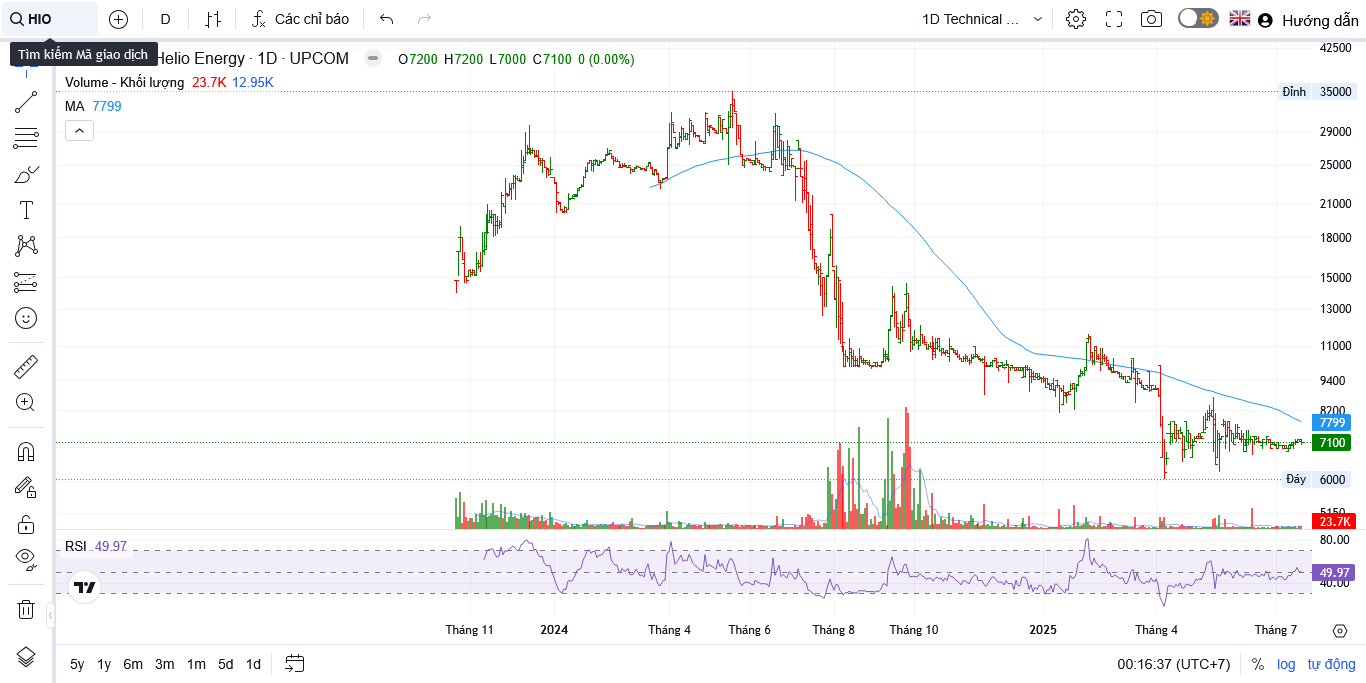 HIO
D
Các chỉ báo
1D Technical ...
Hướng dẫn
Tìm kiếm Mã giao dịch
Helio Energy · 1D · UPCOM
O7200 H7200 L7000 C7100 0 (0.00%)
Volume - Khối lượng 23.7K 12.95K
MA 7799
42500
Đỉnh 35000
29000
25000
21000
18000
15000
13000
11000
9400
8200
7799
7100
Đáy 6000
5150
23.7K
RSI 49.97
80.00
49.97
40.00
Tháng 11 2024 Tháng 4 Tháng 6 Tháng 8 Tháng 10 2025 Tháng 4 Tháng 7
5y 1y 6m 3m 1m 5d 1d
00:16:37 (UTC+7) % log tự động